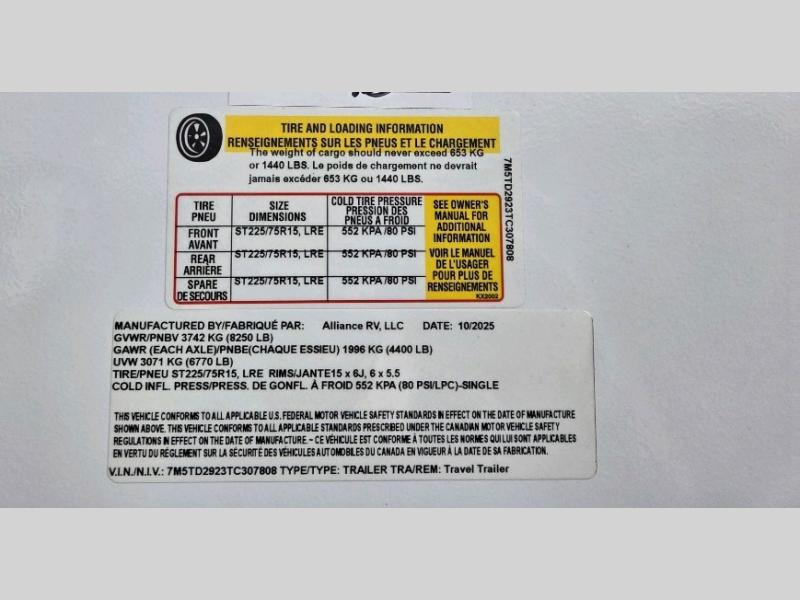 TIRE AND LOADING INFORMATION
RENSEIGNEMENTS SUR LES PNEUS ET LE CHARGEMENT
The weight of cargo should never exceed 653 KG
or 1440 LBS. Le poids de chargement ne devrait
jamais excéder 653 KG ou 1440 LBS.
TIRE
PNEU
SIZE
DIMENSIONS
COLD TIRE PRESSURE
PRESSION DES
PNEUS A FROID
FRONT
AVANT
ST225/75R15, LRE
552 KPA /80 PSI
REAR
ARRIÈRE
ST225/75R15, LRE
552 KPA /80 PSI
SPARE
DE SECOURS
ST225/75R15, LRE
552 KPA /80 PSI
SEE OWNER'S
MANUAL FOR
ADDITIONAL
INFORMATION
VOIR LE MANUEL
DE L'USAGER
POUR PLUS DE
RENSEIGNEMENTS
KX2002
7M5TD2923TC307808
MANUFACTURED BY/FABRIQUÉ PAR: Alliance RV, LLC DATE: 10/2025
GVWR/PNBV 3742 KG (8250 LB)
GAWR (EACH AXLE)/PNBE(CHAQUE ESSIEU) 1996 KG (4400 LB)
UVW 3071 KG (6770 LB)
TIRE/PNEU ST225/75R15, LRE RIMS/JANTE15 x 6J, 6 x 5.5
COLD INFL. PRESS/PRESS. DE GONFL. À FROID 552 KPA (80 PSI/LPC)-SINGLE
THIS VEHICLE CONFORMS TO ALL APPLICABLE U.S. FEDERAL MOTOR VEHICLE SAFETY STANDARDS IN EFFECT ON THE DATE OF MANUFACTURE
SHOWN ABOVE. THIS VEHICLE CONFORMS TO ALL APPLICABLE STANDARDS PRESCRIBED UNDER THE CANADIAN MOTOR VEHICLE SAFETY
REGULATIONS IN EFFECT ON THE DATE OF MANUFACTURE. - CE VÉHICULE EST CONFORME À TOUTES LES NORMES QUI LUI SONT APPLICABLES
EN VERTU DU RÈGLEMENT SUR LA SÉCURITÉ DES VÉHICULES AUTOMOBILES DU CANADA EN VIGUEUR À LA DATE DE SA FABRICATION.
V.I.N./N.I.V.: 7M5TD2923TC307808 TYPE/TYPE: TRAILER TRA/REM: Travel Trailer